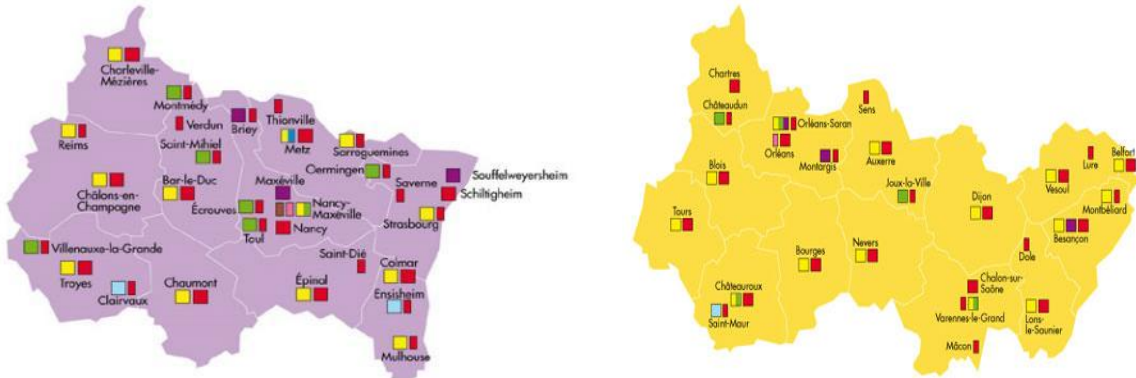 Charleville-
Mézières
Montmédy
Verdun
Briey
Thionville
Metz
Reims
Saint-Mihiel
Sarreguemines
Oermingen
Souffelweyersheim
Schiltigheim
Saverne
Châlons-en-
Champagne
Bar-le-Duc
Maxéville
Nancy-
Maxéville
Écrouves
Strasbourg
Toul
Nancy
Villenauxe-la-Grande
Saint-Dié
Troyes
Clairvaux
Chaumont
Épinal
Colmar
Ensisheim
Mulhouse
Chartres
Châteaudun
Sens
Orléans-Saran
Orléans
Montargis
Auxerre
Blois
Joux-la-Ville
Lure
Belfort
Vesoul
Montbéliard
Dijon
Besançon
Tours
Bourges
Nevers
Dole
Châteauroux
Saint-Maur
Chalon-sur-
Saône
Varennes-le-Grand
Lons-
le-Saunier
Mâcon